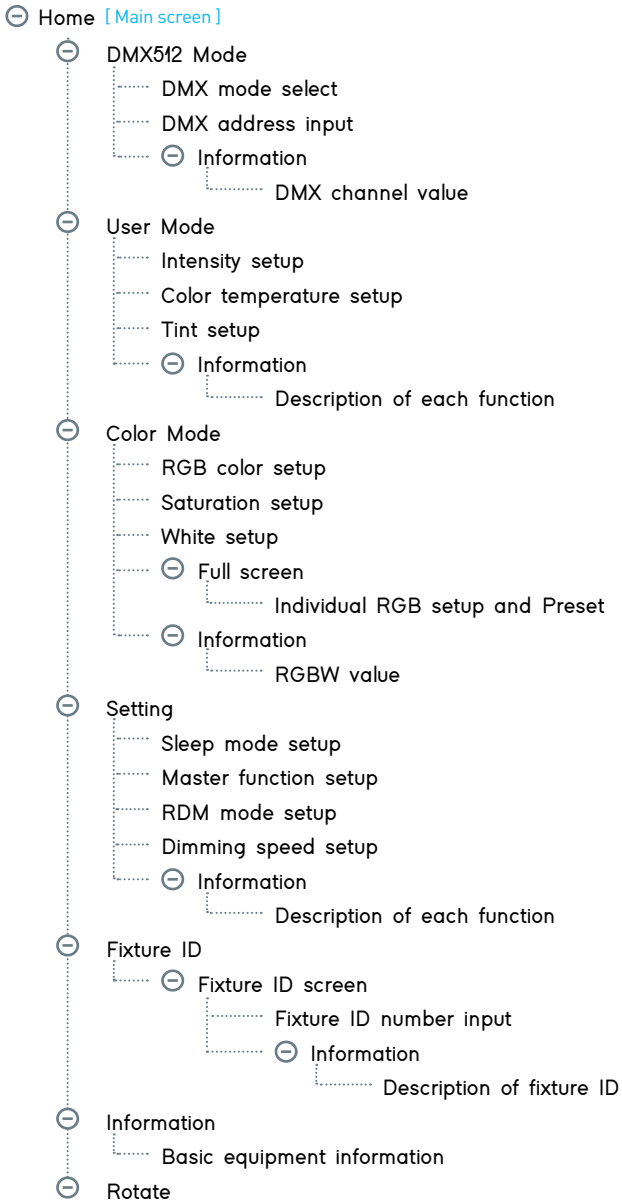 Home [ Main screen ]
DMX512 Mode
DMX mode select
DMX address input
Information
DMX channel value
User Mode
Intensity setup
Color temperature setup
Tint setup
Information
Description of each function
Color Mode
RGB color setup
Saturation setup
White setup
Full screen
Individual RGB setup and Preset
Information
RGBW value
Setting
Sleep mode setup
Master function setup
RDM mode setup
Dimming speed setup
Information
Description of each function
Fixture ID
Fixture ID screen
Fixture ID number input
Information
Description of fixture ID
Information
Basic equipment information
Rotate